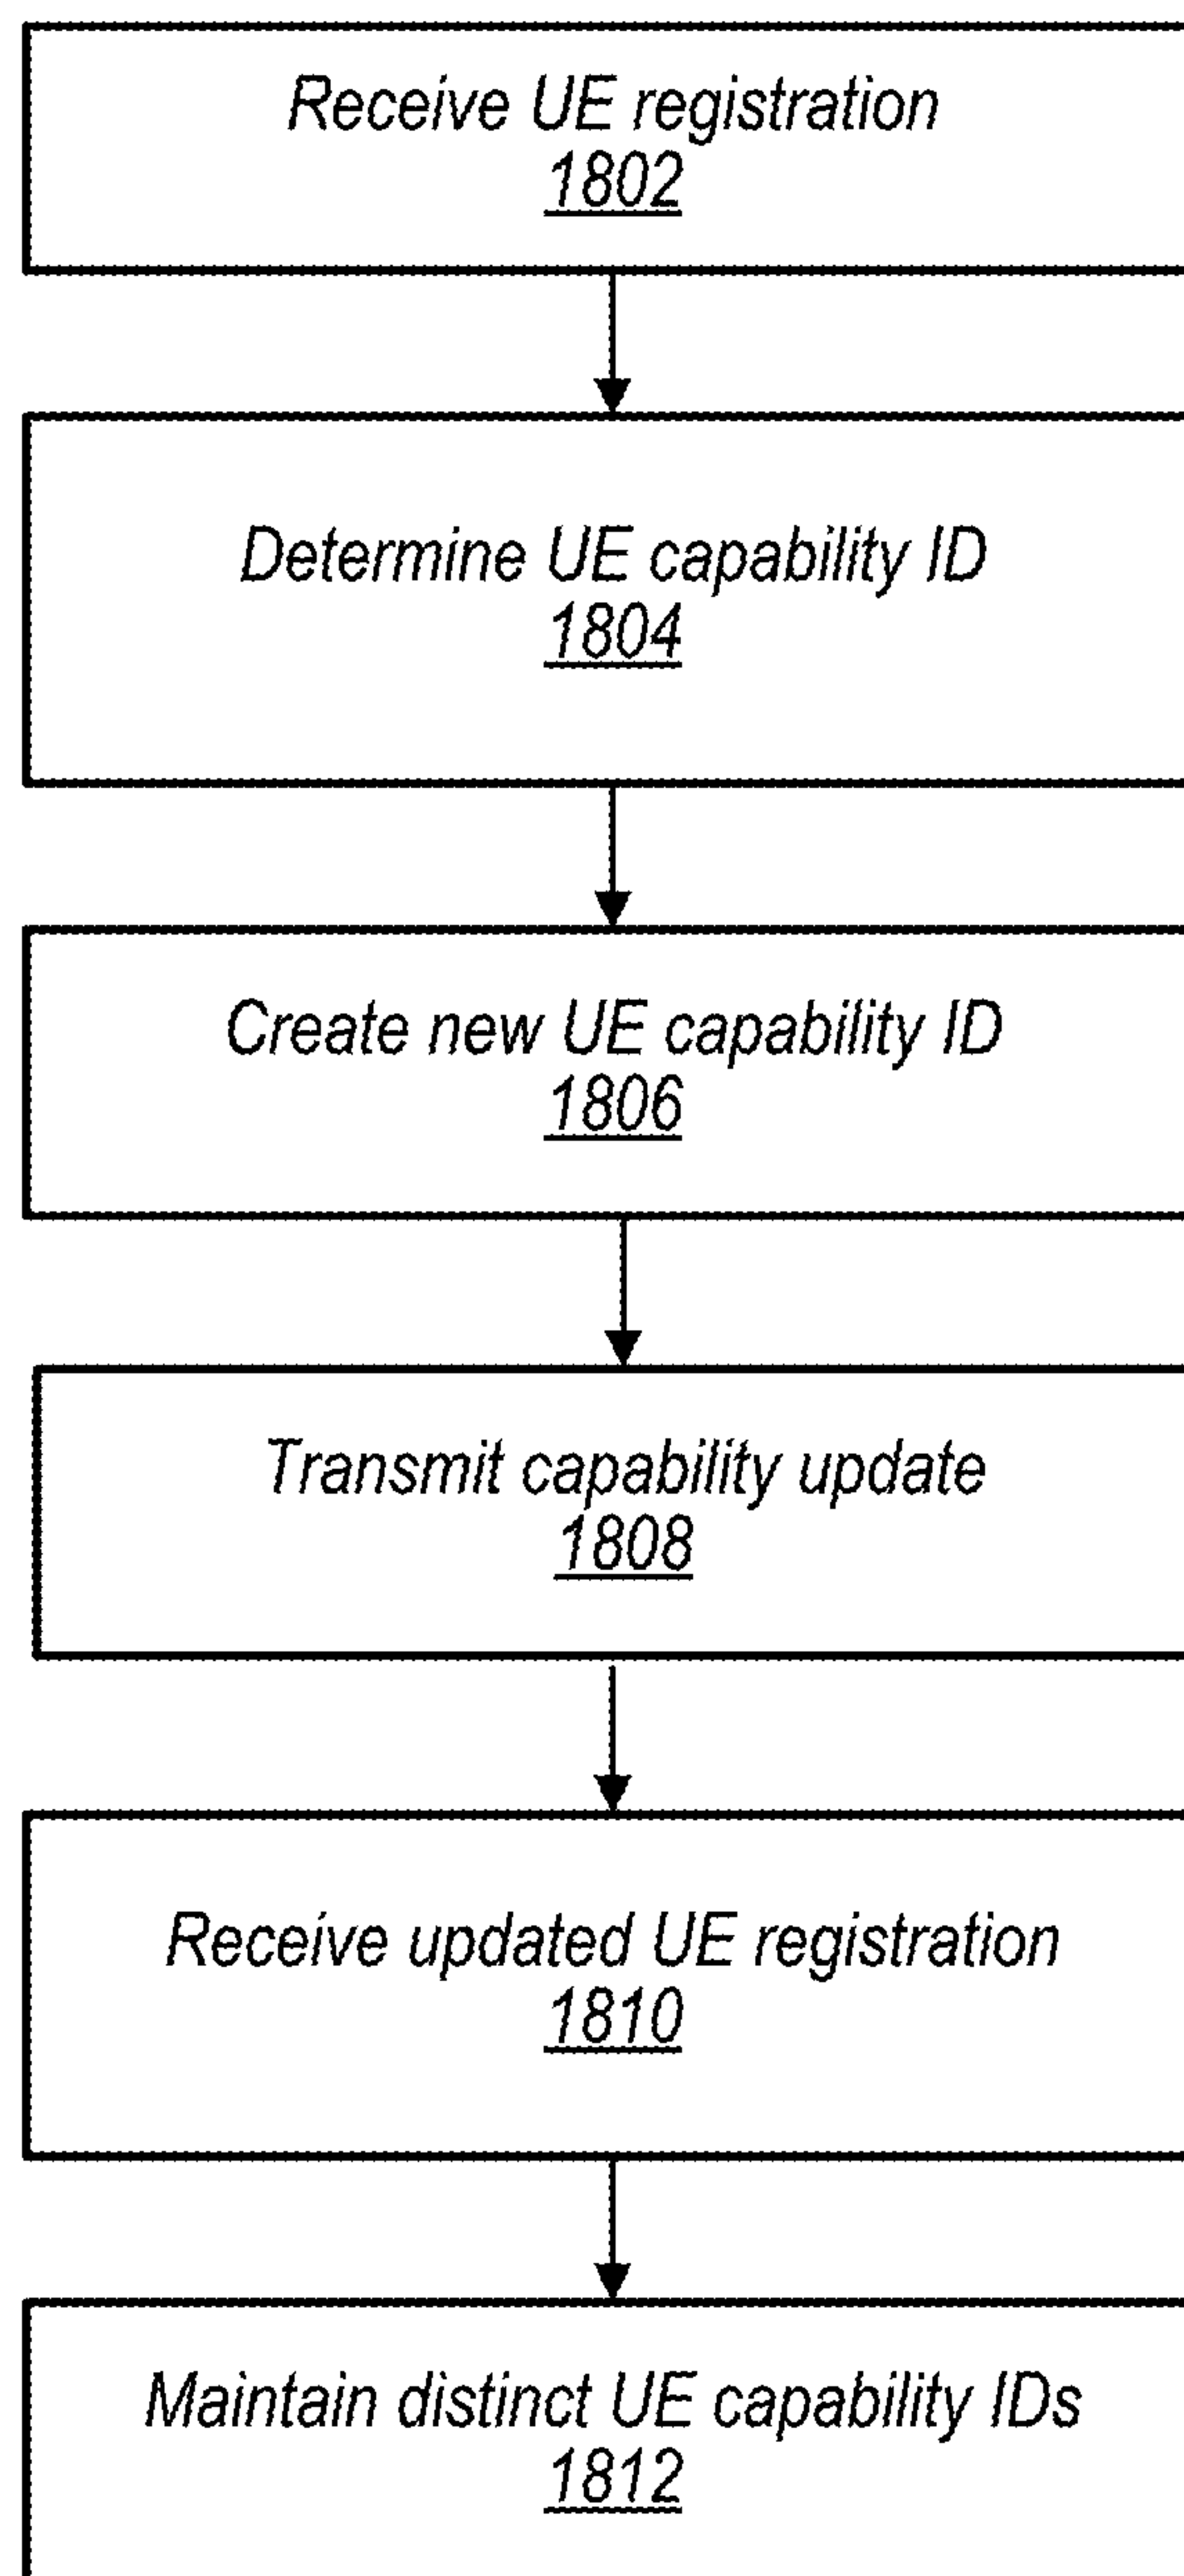 Receive UE registration
1802
Determine UE capability ID
1804
Create new UE capability ID
1806
Transmit capability update
1808
Receive updated UE registration
1810
Maintain distinct UE capability IDs
1812